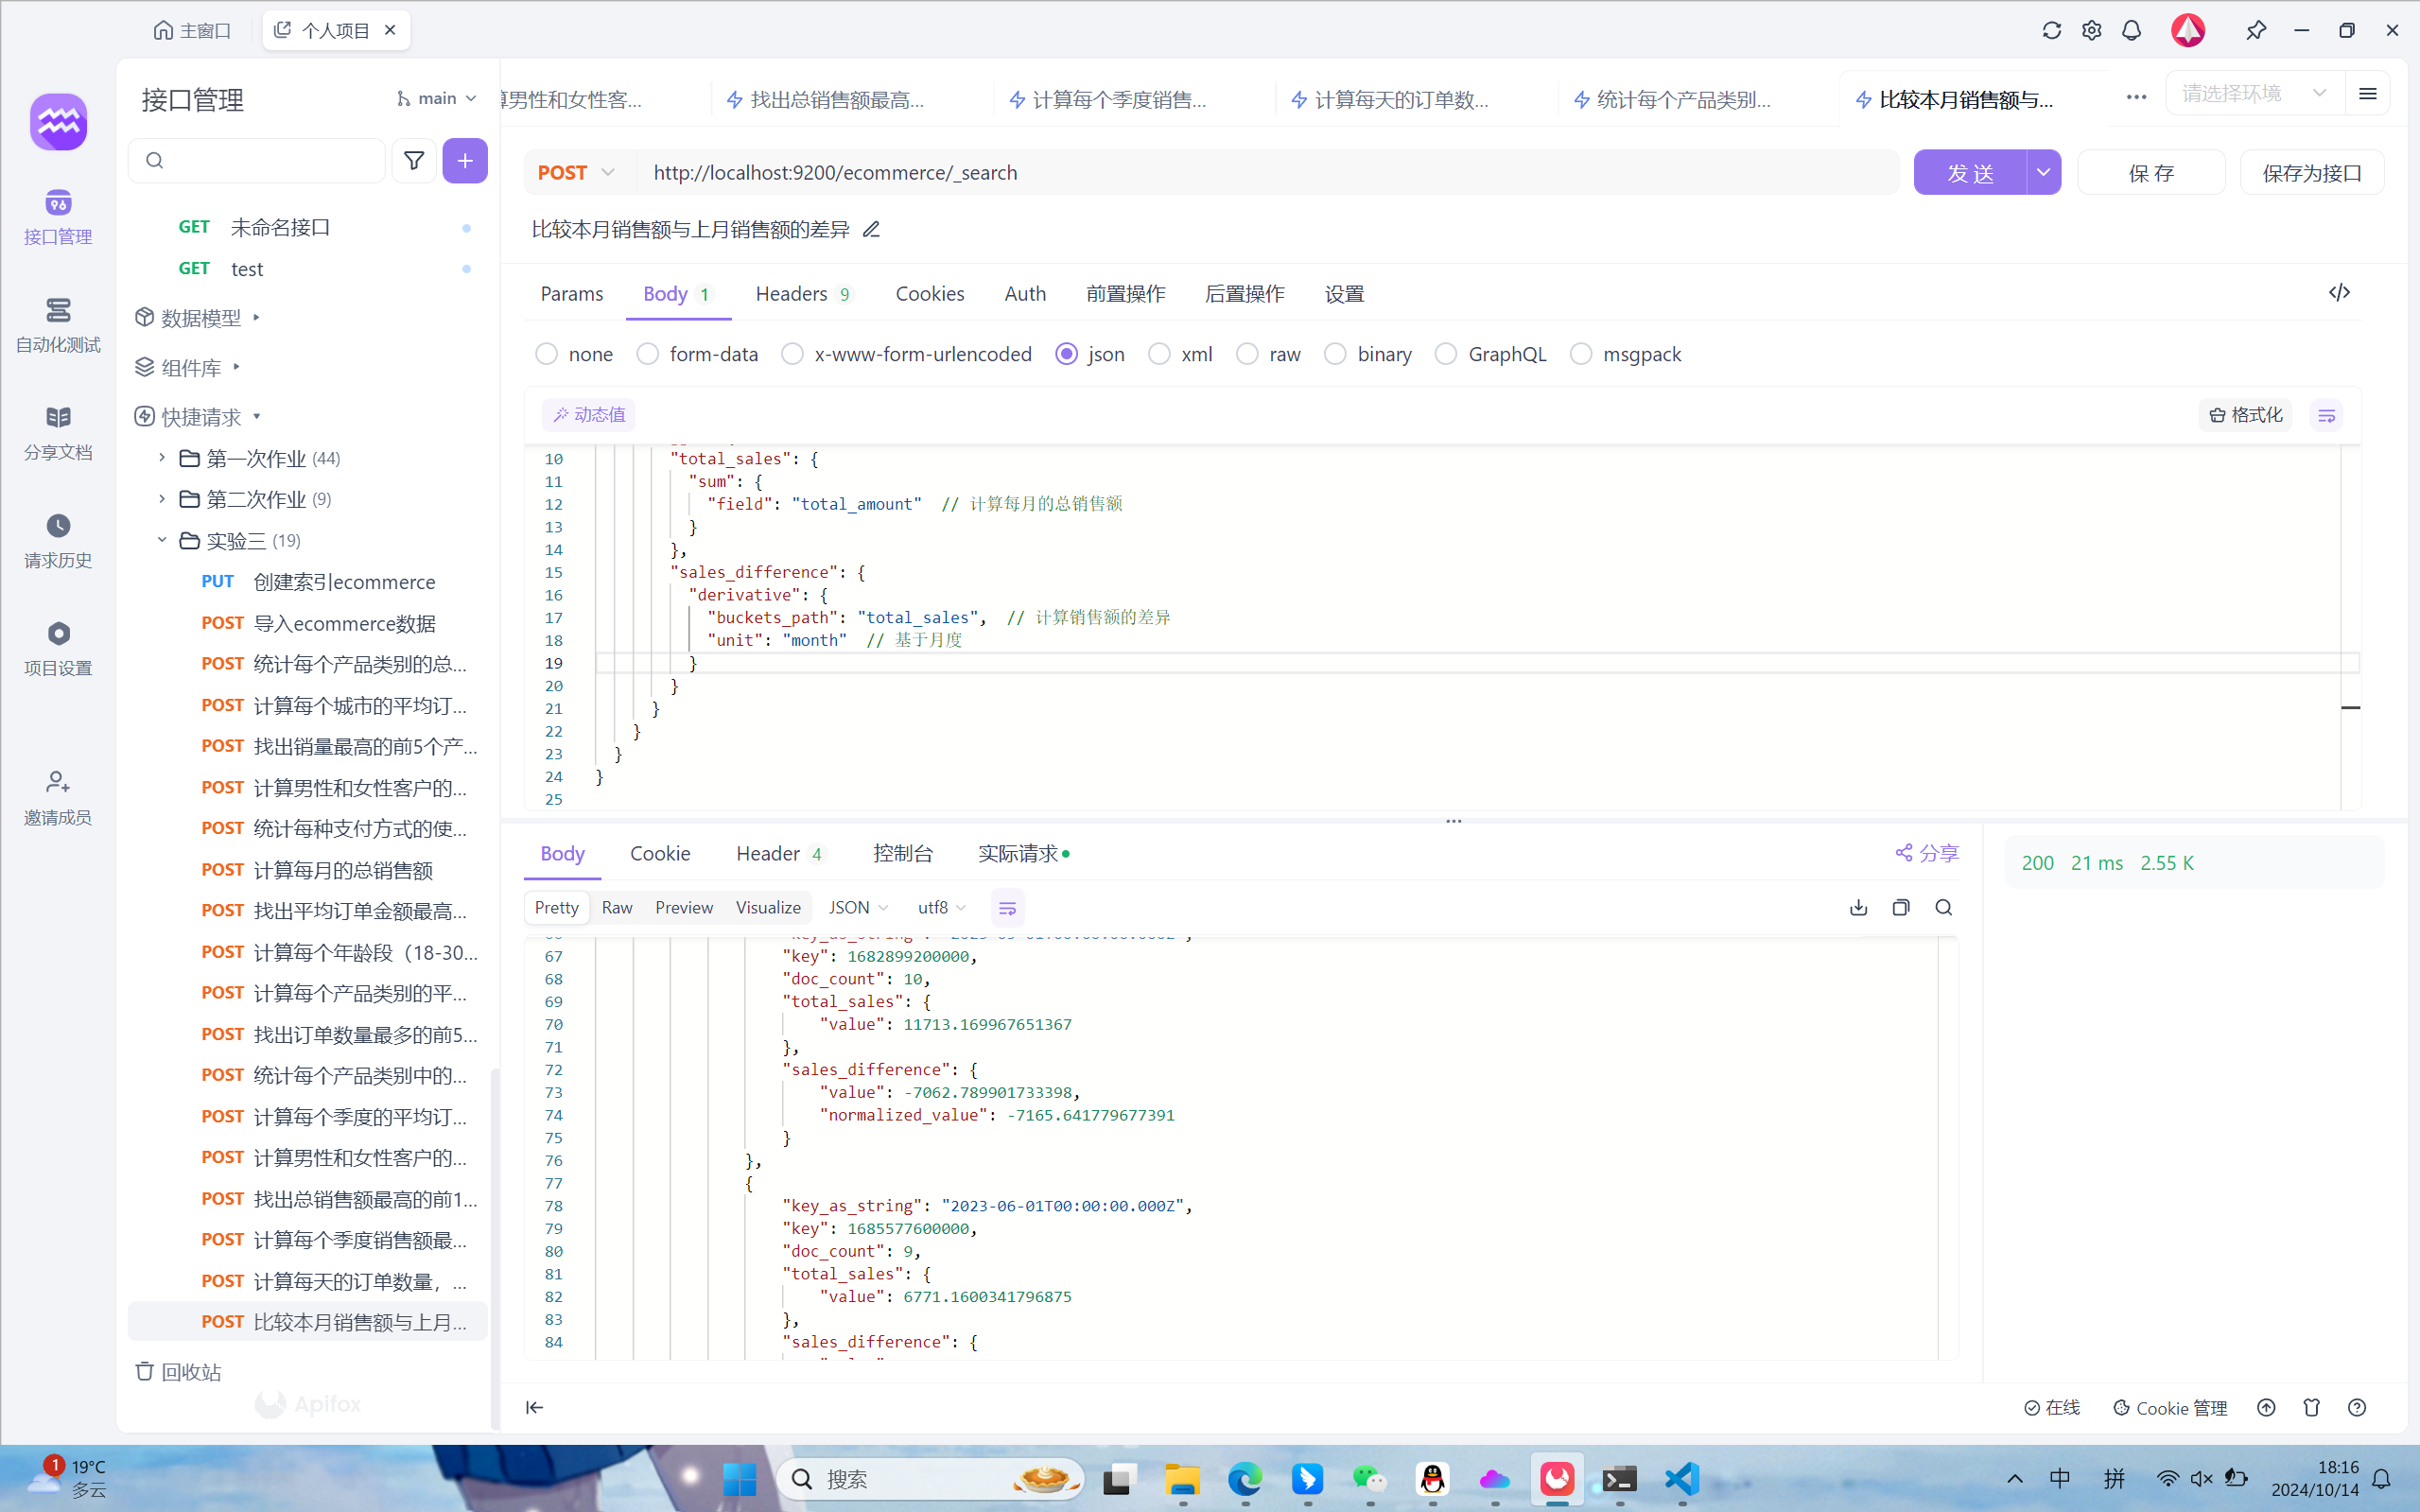 主窗口
个人项目
接口管理
main
算男性和女性客...
找出总销售额最高...
计算每个季度销售...
计算每天的订单数...
统计每个产品类别...
比较本月销售额与...
请选择环境
POST
http://localhost:9200/ecommerce/_search
发 送
保 存
保存为接口
比较本月销售额与上月销售额的差异
接口管理
自动化测试
分享文档
请求历史
项目设置
邀请成员
GET 未命名接口
GET test
数据模型
组件库
快捷请求
第一次作业 (44)
第二次作业 (9)
实验三 (19)
PUT 创建索引ecommerce
POST 导入ecommerce数据
POST 统计每个产品类别的总...
POST 计算每个城市的平均订...
POST 找出销量最高的前5个产...
POST 计算男性和女性客户的...
POST 统计每种支付方式的使...
POST 计算每月的总销售额
POST 找出平均订单金额最高...
POST 计算每个年龄段（18-30...
POST 计算每个产品类别的平...
POST 找出订单数量最多的前5...
POST 统计每个产品类别中的...
POST 计算每个季度的平均订...
POST 计算男性和女性客户的...
POST 找出总销售额最高的前1...
POST 计算每个季度销售额最...
POST 计算每天的订单数量，...
POST 比较本月销售额与上月...
回收站
Apifox
Params Body 1 Headers 9 Cookies Auth 前置操作 后置操作 设置
none form-data x-www-form-urlencoded json xml raw binary GraphQL msgpack
动态值
格式化
10 "total_sales": {
11 "sum": {
12 "field": "total_amount" // 计算每月的总销售额
13 }
14 },
15 "sales_difference": {
16 "derivative": {
17 "buckets_path": "total_sales", // 计算销售额的差异
18 "unit": "month" // 基于月度
19 }
20 }
21 }
22 }
23 }
24 }
25
Body Cookie Header 4 控制台 实际请求
分享
200 21 ms 2.55 K
Pretty Raw Preview Visualize JSON utf8
67 "key": 1682899200000,
68 "doc_count": 10,
69 "total_sales": {
70 "value": 11713.169967651367
71 },
72 "sales_difference": {
73 "value": -7062.789901733398,
74 "normalized_value": -7165.641779677391
75 }
76 },
77 {
78 "key_as_string": "2023-06-01T00:00:00.000Z",
79 "key": 1685577600000,
80 "doc_count": 9,
81 "total_sales": {
82 "value": 6771.1600341796875
83 },
84 "sales_difference": {
在线
Cookie 管理
1
19°C
多云
搜索
中
拼
18:16
2024/10/14